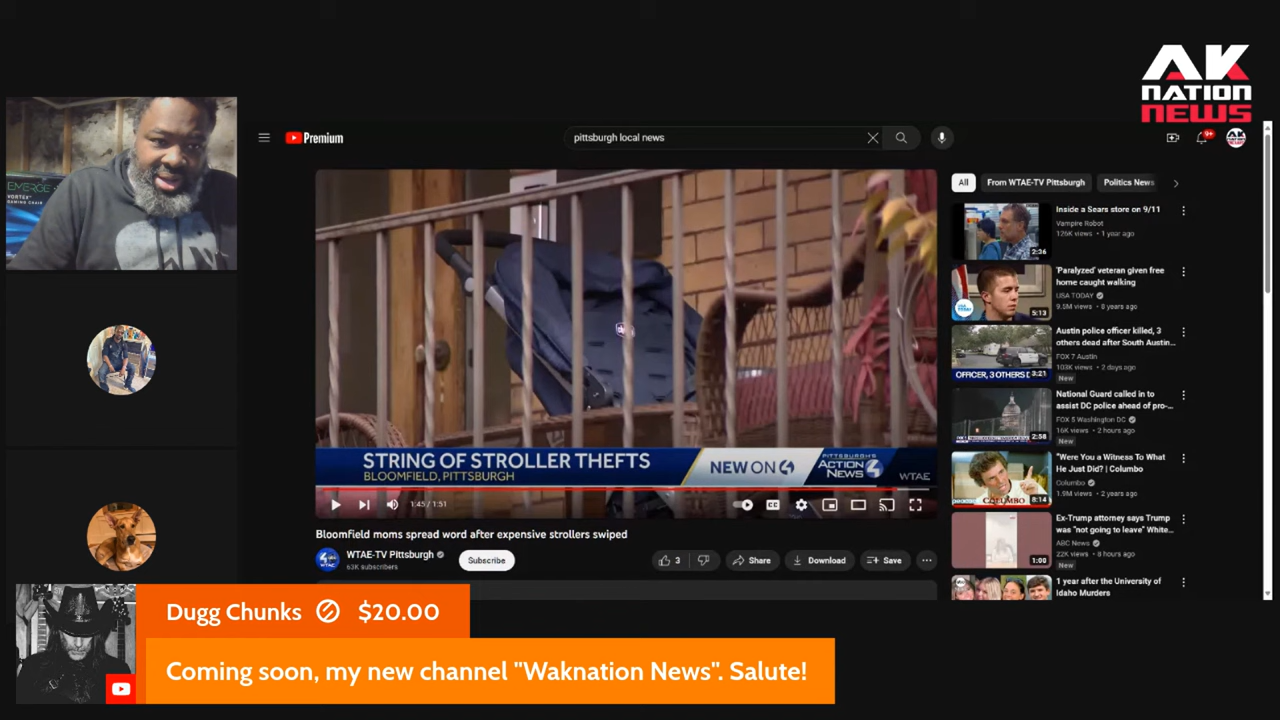 AK
NATION
NEWS
EMERGE
VORTEX
GAMING CHAIR
Premium
pittsburgh local news
9+
All
From WTAE-TV Pittsburgh
Politics News
STRING OF STROLLER THEFTS
BLOOMFIELD, PITTSBURGH
NEW ON 4
PITTSBURGH'S
ACTION
NEWS 4
WTAE
1:45 / 1:51
CC
Bloomfield moms spread word after expensive strollers swiped
WTAE-TV Pittsburgh
63K subscribers
Subscribe
3
Share
Download
Save
Inside a Sears store on 9/11
Vampire Robot
126K views • 1 year ago
2:36
'Paralyzed' veteran given free
home caught walking
USA TODAY
9.5M views • 8 years ago
5:13
Austin police officer killed, 3
others dead after South Austin...
FOX 7 Austin
103K views • 2 days ago
New
OFFICER, 3 OTHERS D
3:21
National Guard called in to
assist DC police ahead of pro-...
FOX 5 Washington DC
16K views • 2 hours ago
New
2:58
"Were You a Witness To What
He Just Did? | Columbo
Columbo
1.9M views • 2 years ago
COLUMBO
8:14
Ex-Trump attorney says Trump
was "not going to leave" White...
ABC News
22K views • 8 hours ago
New
1:00
1 year after the University of
Idaho Murders
Dugg Chunks $20.00
Coming soon, my new channel "Waknation News". Salute!